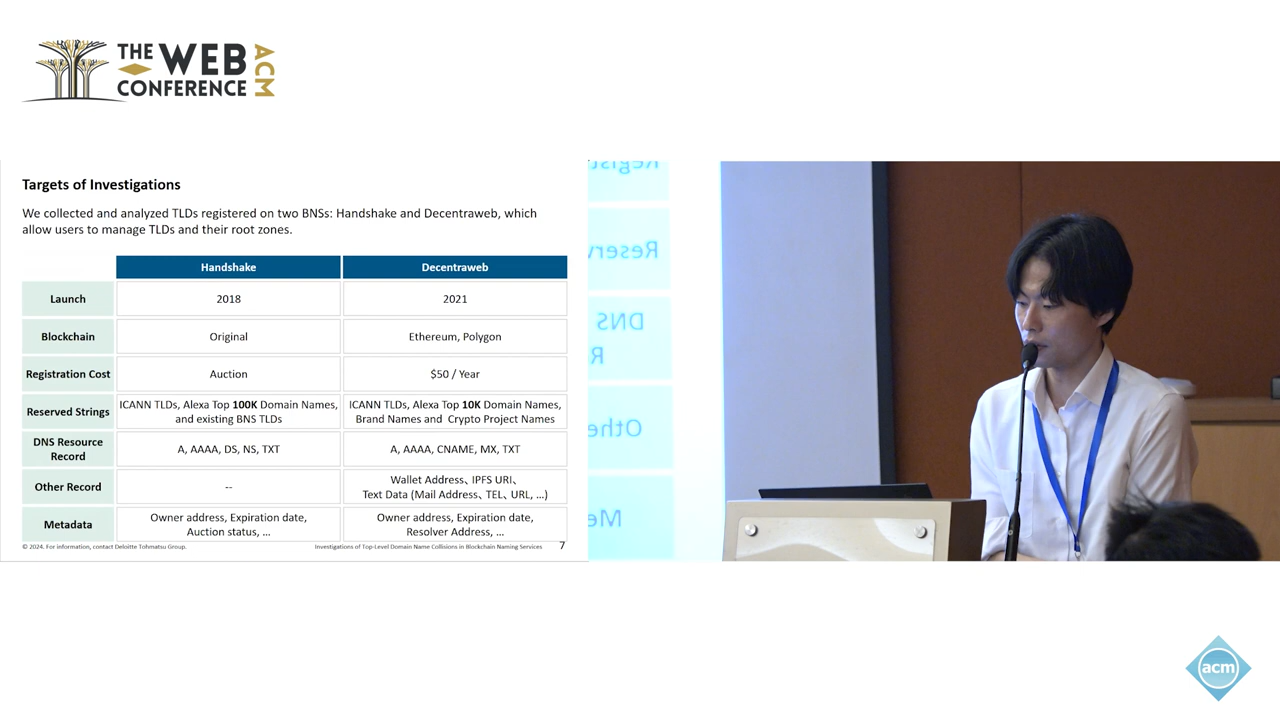 THE WEB
CONFERENCE
ACM
Targets of Investigations
We collected and analyzed TLDs registered on two BNSs: Handshake and Decentraweb, which
allow users to manage TLDs and their root zones.
Handshake
Decentraweb
Launch
2018
2021
Blockchain
Original
Ethereum, Polygon
Registration Cost
Auction
$50 / Year
Reserved Strings
ICANN TLDs, Alexa Top 100K Domain Names,
and existing BNS TLDs
ICANN TLDs, Alexa Top 10K Domain Names,
Brand Names and Crypto Project Names
DNS Resource
Record
A, AAAA, DS, NS, TXT
A, AAAA, CNAME, MX, TXT
Other Record
--
Wallet Address、IPFS URI、
Text Data (Mail Address、TEL、URL, …)
Metadata
Owner address, Expiration date,
Auction status, …
Owner address, Expiration date,
Resolver Address, …
© 2024. For information, contact Deloitte Tohmatsu Group.
Investigations of Top-Level Domain Name Collisions in Blockchain Naming Services
7
Regist
Reserv
DNS
R
Othe
Me
acm